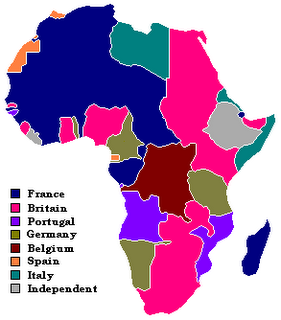 France
Britain
Portugal
Germany
Belgium
Spain
Italy
Independent